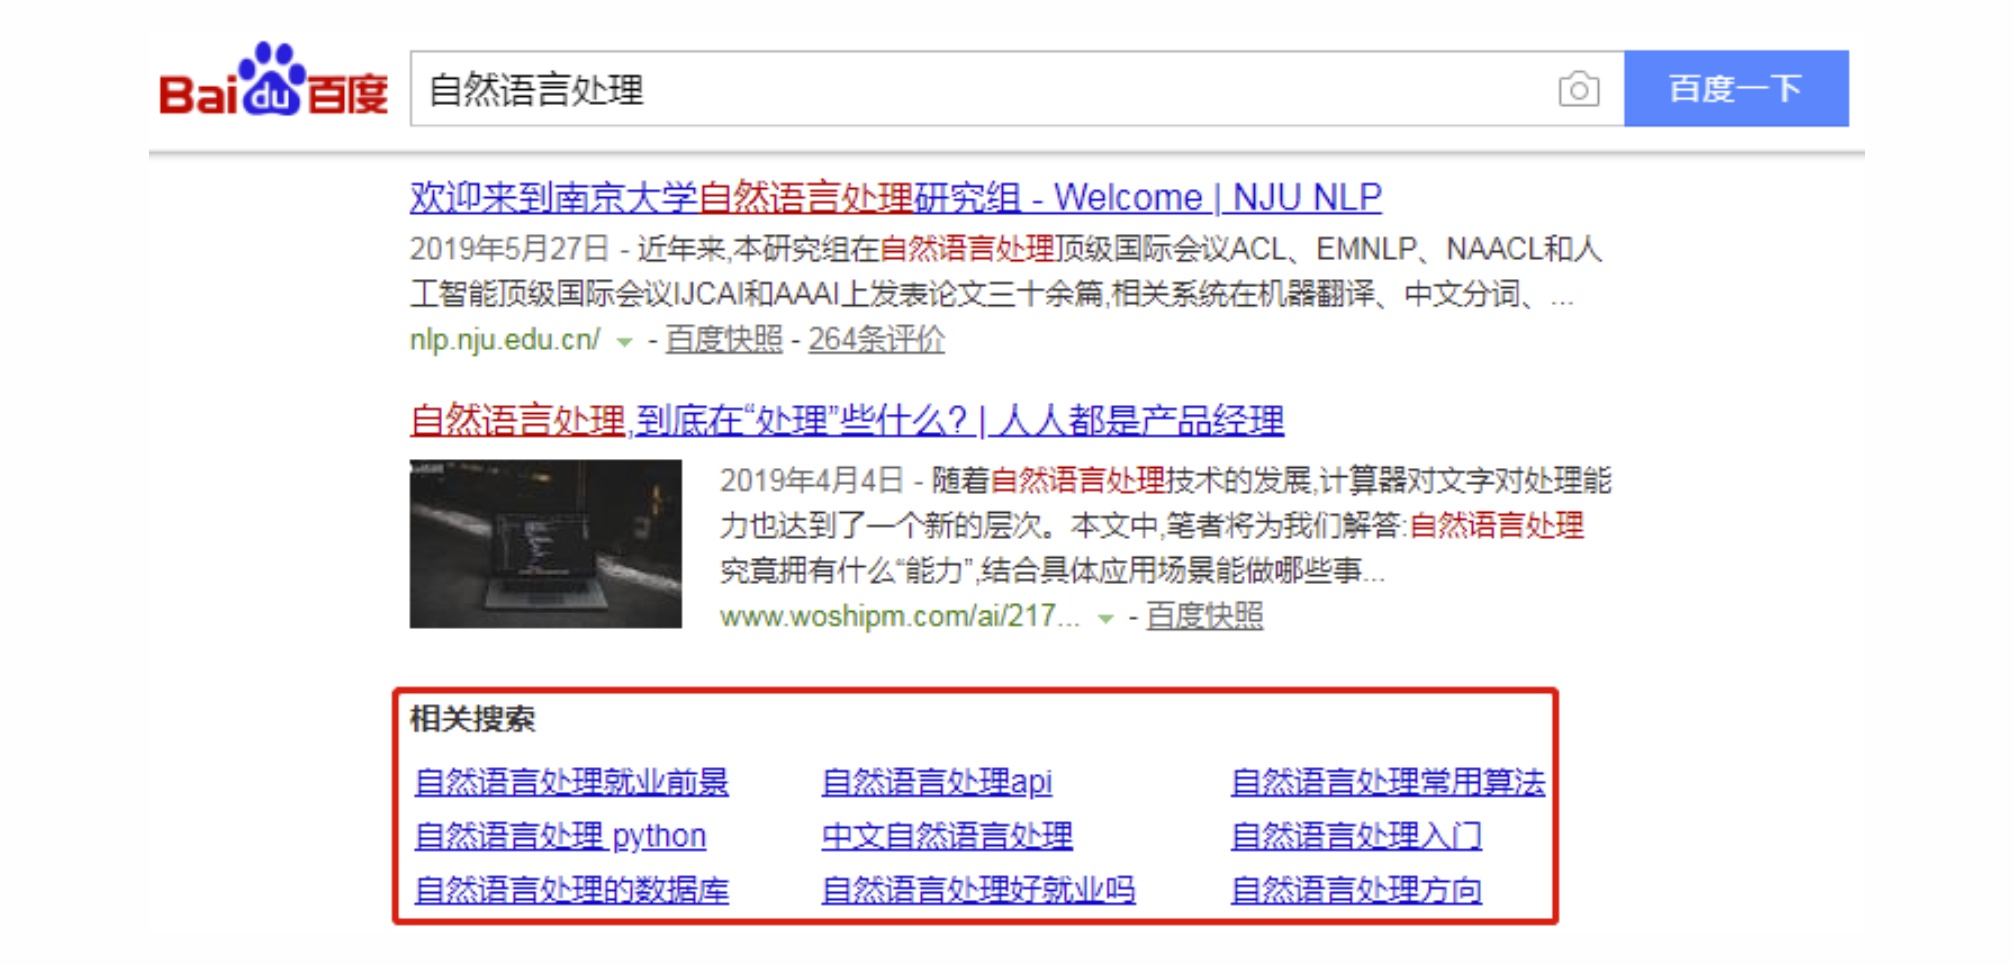 Bai du 百度
自然语言处理
百度一下
欢迎来到南京大学自然语言处理研究组 - Welcome | NJU NLP
2019年5月27日 - 近年来,本研究组在自然语言处理顶级国际会议ACL、EMNLP、NAACL和人
工智能顶级国际会议IJCAI和AAAI上发表论文三十余篇,相关系统在机器翻译、中文分词、...
nlp.nju.edu.cn/ - 百度快照 - 264条评价
自然语言处理,到底在“处理”些什么? | 人人都是产品经理
2019年4月4日 - 随着自然语言处理技术的发展,计算器对文字对处理能
力也达到了一个新的层次。本文中,笔者将为我们解答:自然语言处理
究竟拥有什么“能力”,结合具体应用场景能做哪些事...
www.woshipm.com/ai/217... - 百度快照
相关搜索
自然语言处理就业前景 自然语言处理api 自然语言处理常用算法
自然语言处理 python 中文自然语言处理 自然语言处理入门
自然语言处理的数据库 自然语言处理好就业吗 自然语言处理方向